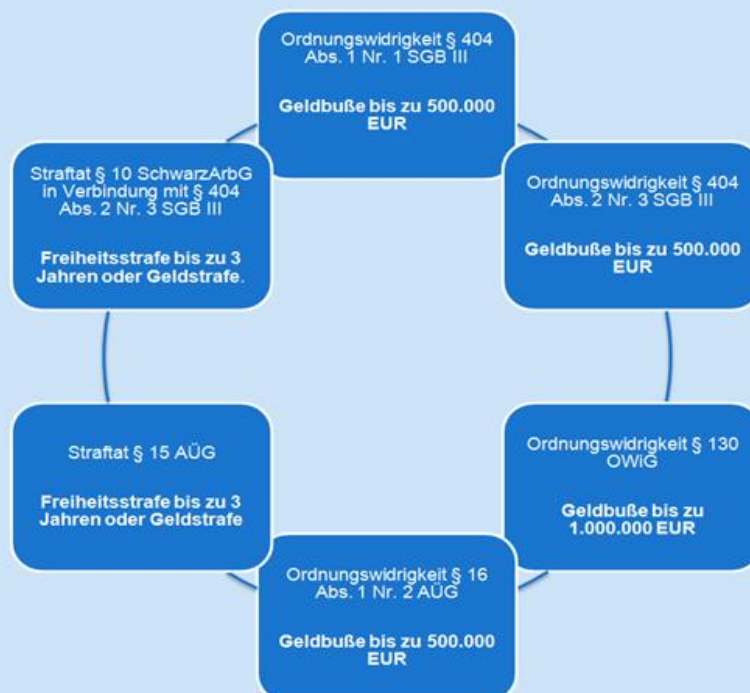 Ordnungswidrigkeit § 404
Abs. 1 Nr. 1 SGB III
Geldbuße bis zu 500.000
EUR
Ordnungswidrigkeit § 404
Abs. 2 Nr. 3 SGB III
Geldbuße bis zu 500.000
EUR
Ordnungswidrigkeit § 130
OWiG
Geldbuße bis zu
1.000.000 EUR
Ordnungswidrigkeit § 16
Abs. 1 Nr. 2 AÜG
Geldbuße bis zu 500.000
EUR
Straftat § 15 AÜG
Freiheitsstrafe bis zu 3
Jahren oder Geldstrafe
Straftat § 10 SchwarzArbG
in Verbindung mit § 404
Abs. 2 Nr. 3 SGB III
Freiheitsstrafe bis zu 3
Jahren oder Geldstrafe.